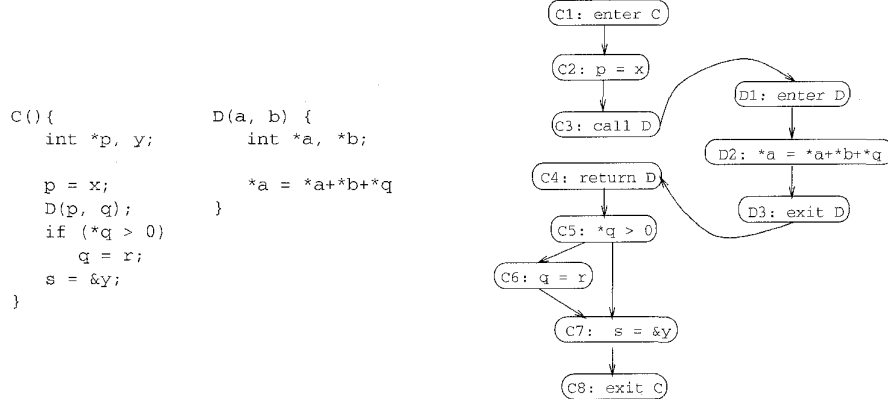 C(){
int *p, y;
p = x;
D(p, q);
if (*q > 0)
q = r;
s = &y;
}
D(a, b) {
int *a, *b;
*a = *a+*b+*q
}
C1: enter C
C2: p = x
C3: call D
C4: return D
C5: *q > 0
C6: q = r
C7: s = &y
C8: exit C
D1: enter D
D2: *a = *a+*b+*q
D3: exit D